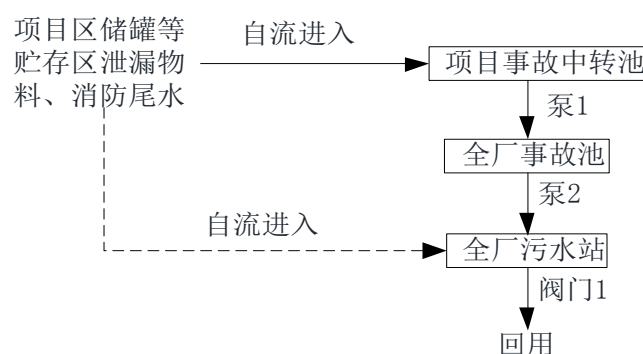 项目区储罐等
贮存区泄漏物
料、消防尾水
自流进入
项目事故中转池
泵1
全厂事故池
泵2
自流进入
全厂污水站
阀门1
回用